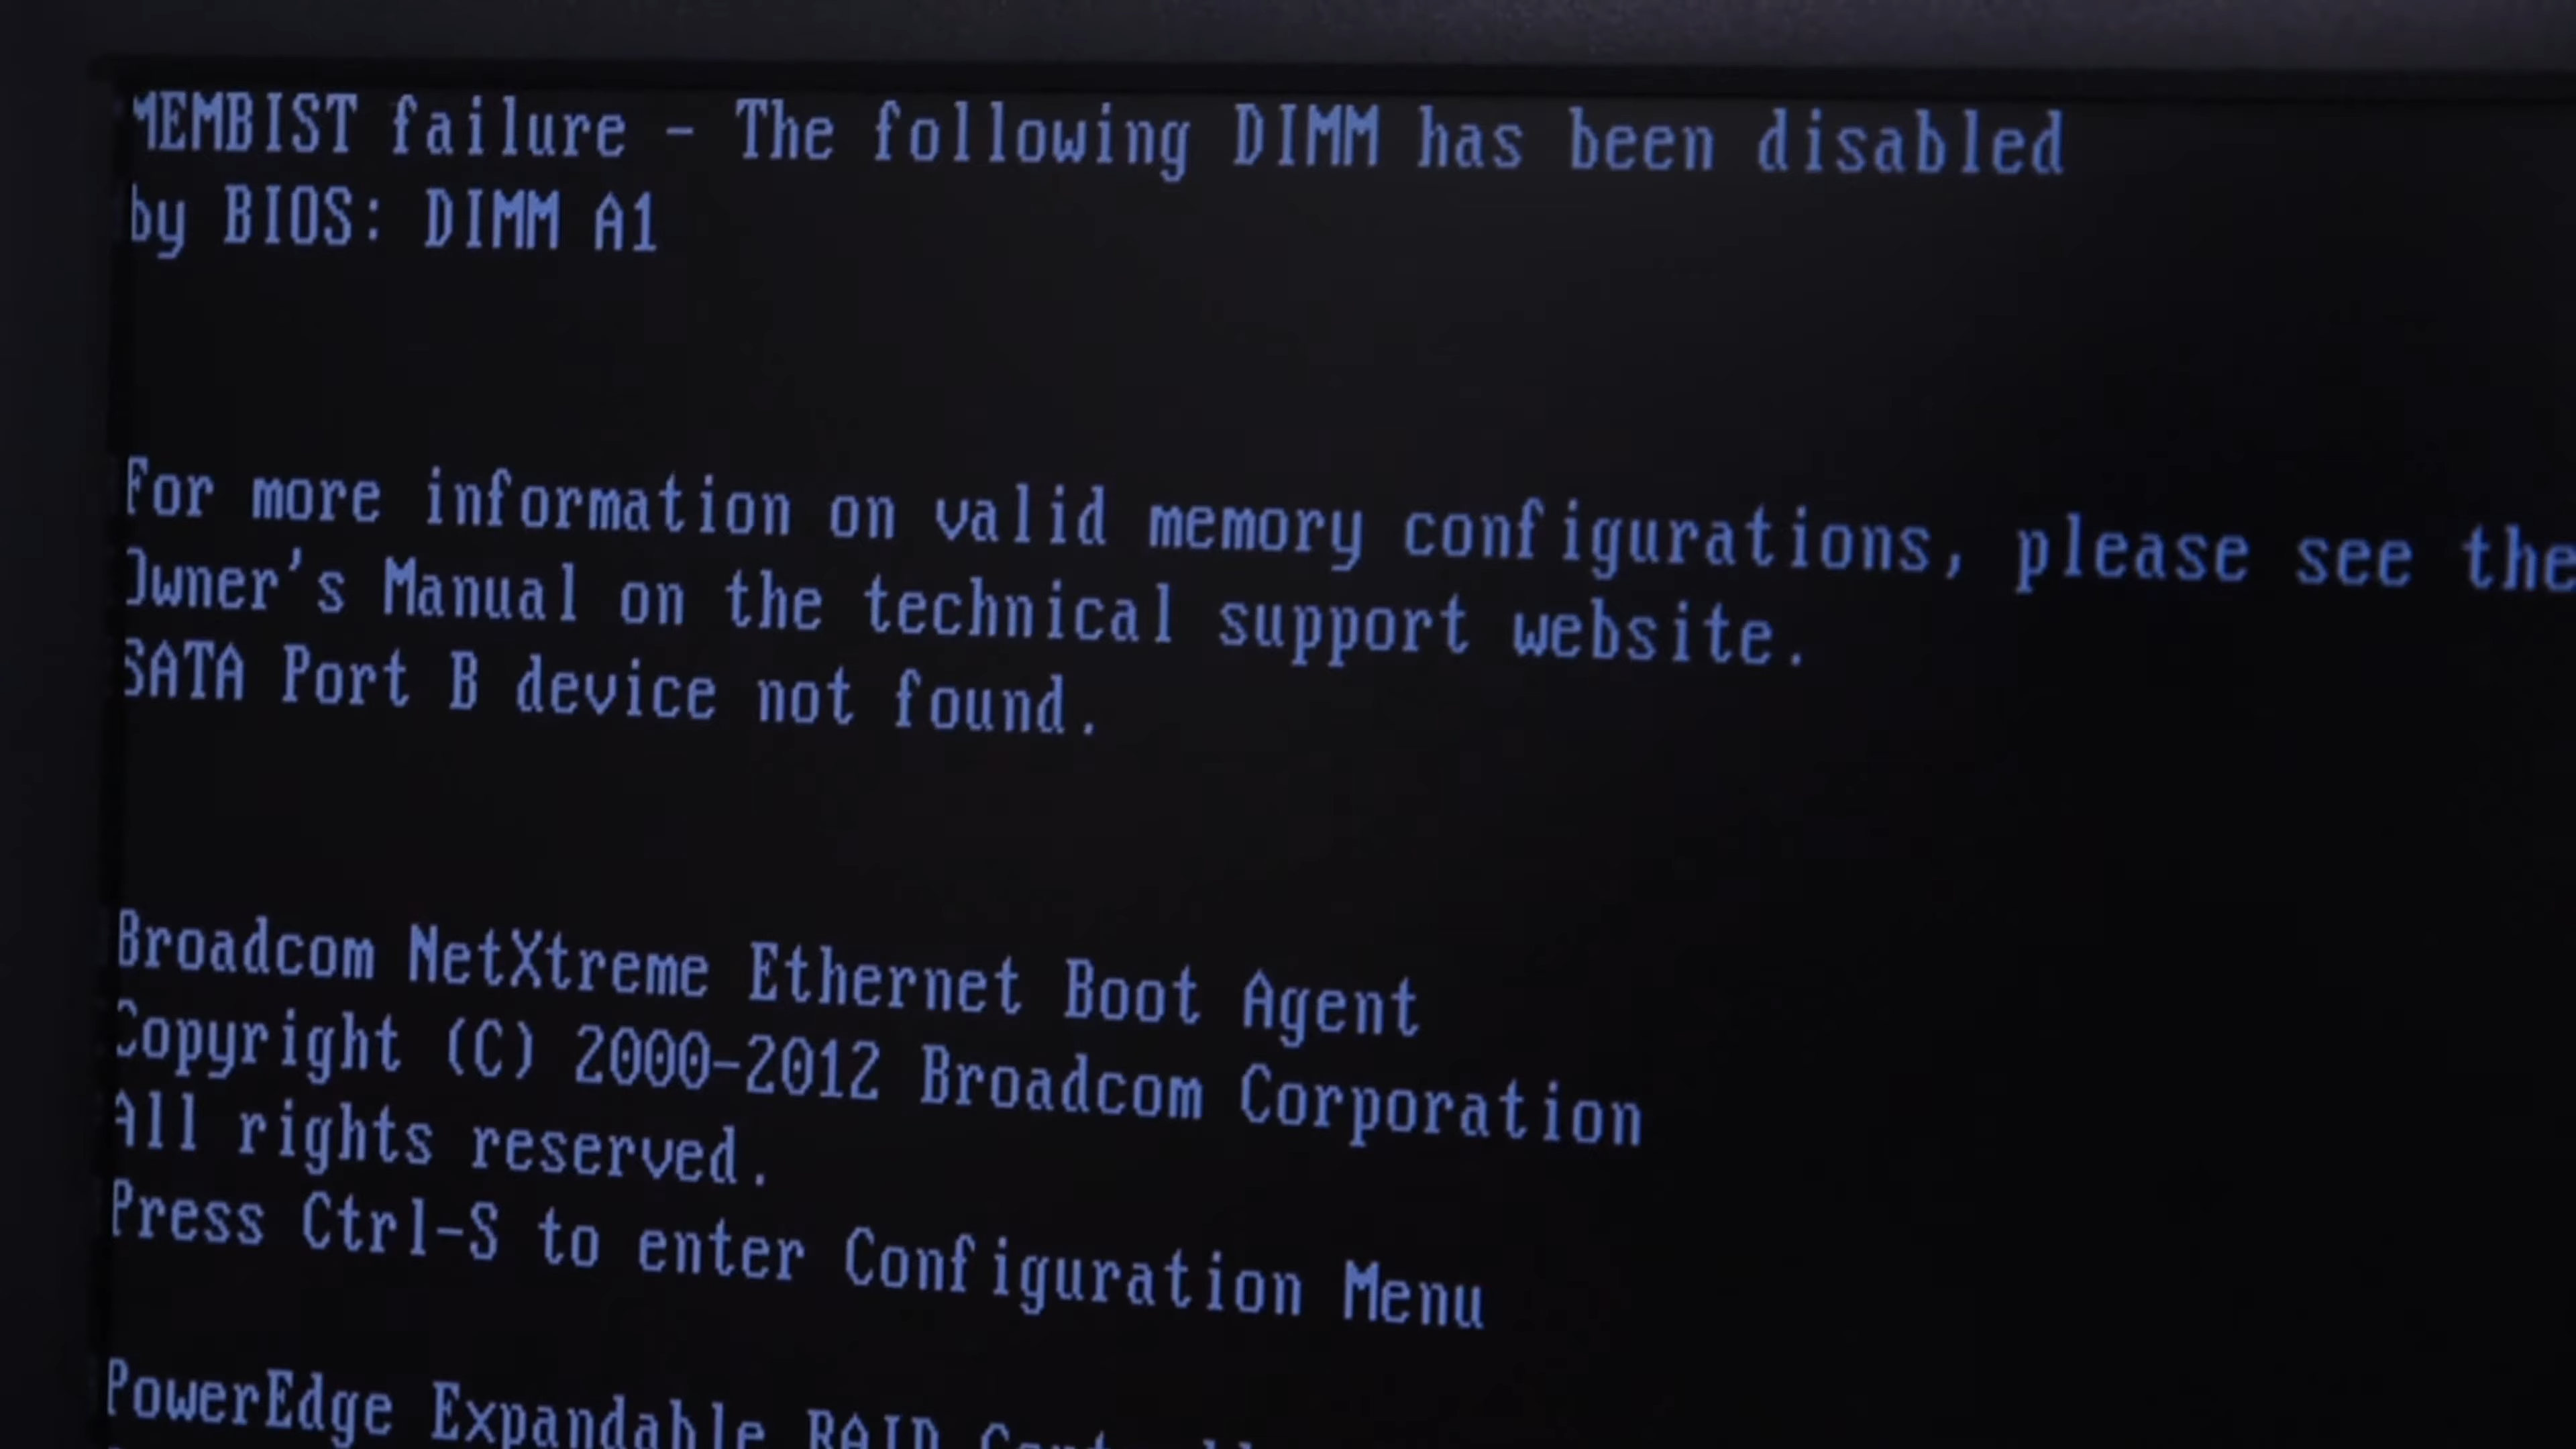 MEMBIST failure - The following DIMM has been disabled
by BIOS: DIMM A1
For more information on valid memory configurations, please see the
Owner's Manual on the technical support website.
SATA Port B device not found.
Broadcom NetXtreme Ethernet Boot Agent
Copyright (C) 2000-2012 Broadcom Corporation
All rights reserved.
Press Ctrl-S to enter Configuration Menu
PowerEdge Expandable RAID Controller